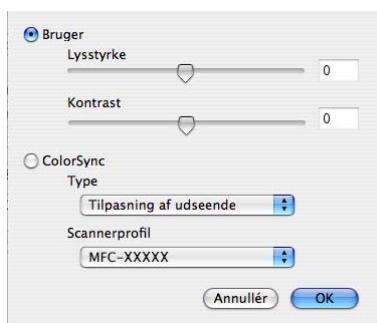 Bruger
Lysstyrke
0
Kontrast
0
ColorSync
Type
Tilpasning af udseende
Scannerprofil
MFC-XXXXX
Annullér OK